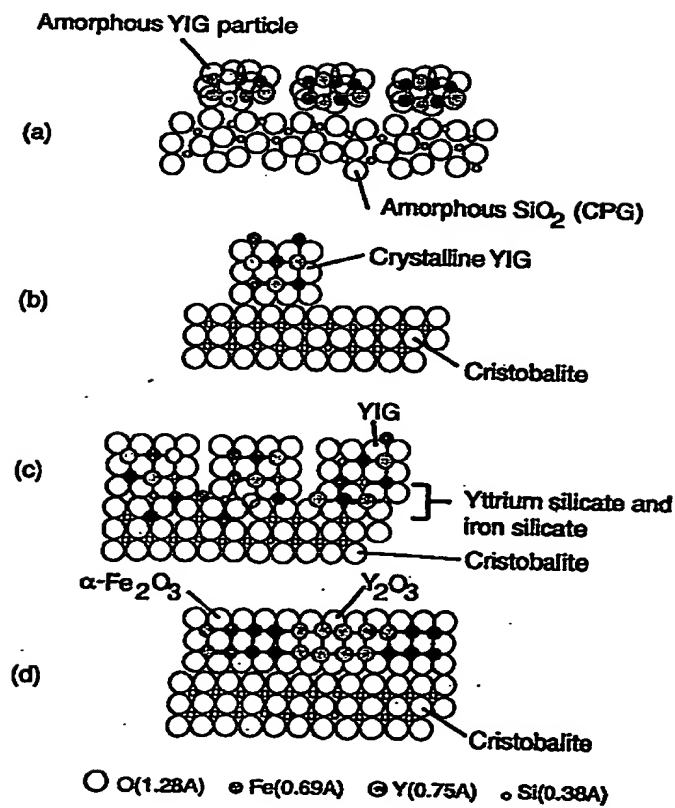 Amorphous YIG particle
(a)
Amorphous SiO2 (CPG)
Crystalline YIG
(b)
Cristobalite
YIG
(c)
Yttrium silicate and
iron silicate
Cristobalite
α-Fe2O3 Y2O3
(d)
Cristobalite
O(1.28A) Fe(0.69A) Y(0.75A) Si(0.38A)